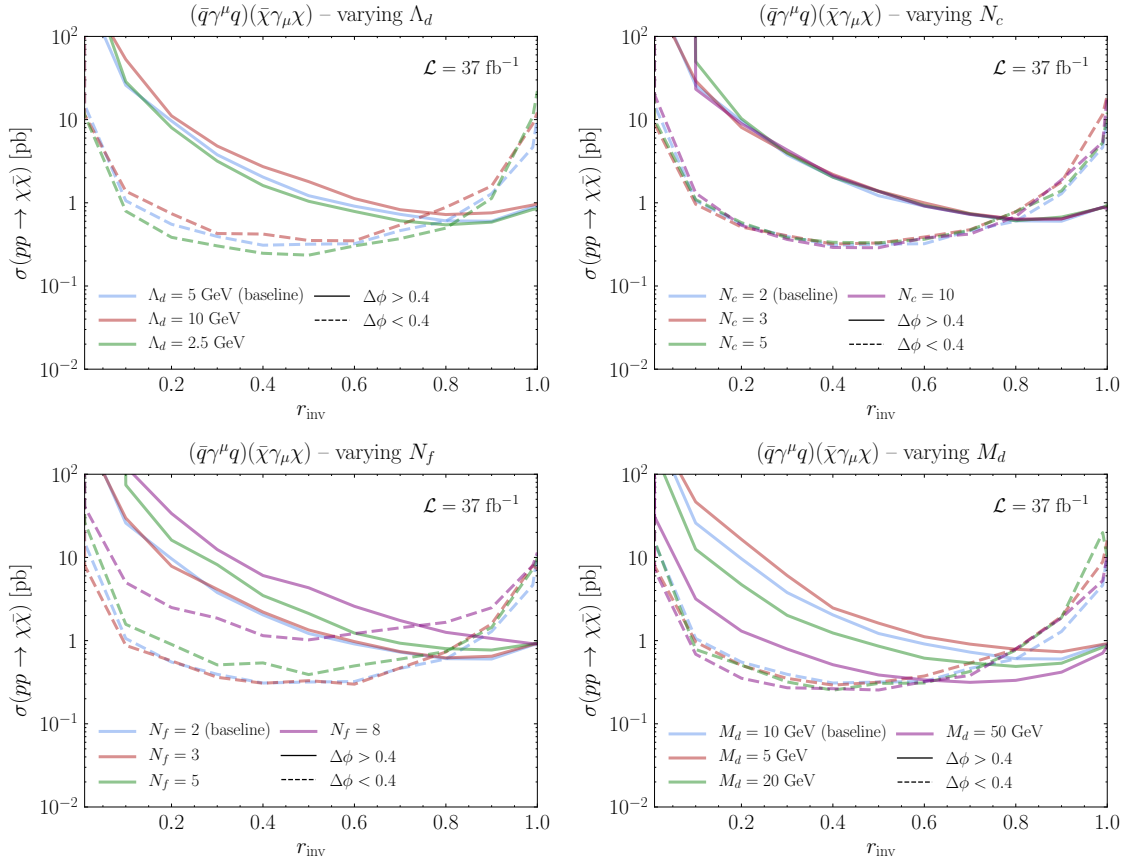 (q̄γ^μq)(χ̄γ_μχ) – varying Λ_d
σ(pp → χχ̄) [pb]
10^2
10
1
10^−1
10^−2
ℒ = 37 fb^−1
Λ_d = 5 GeV (baseline)
Λ_d = 10 GeV
Λ_d = 2.5 GeV
Δϕ > 0.4
Δϕ < 0.4
0.2 0.4 0.6 0.8 1.0
r_inv
(q̄γ^μq)(χ̄γ_μχ) – varying N_c
σ(pp → χχ̄) [pb]
10^2
10
1
10^−1
10^−2
ℒ = 37 fb^−1
N_c = 2 (baseline)
N_c = 3
N_c = 5
N_c = 10
Δϕ > 0.4
Δϕ < 0.4
0.2 0.4 0.6 0.8 1.0
r_inv
(q̄γ^μq)(χ̄γ_μχ) – varying N_f
σ(pp → χχ̄) [pb]
10^2
10
1
10^−1
10^−2
ℒ = 37 fb^−1
N_f = 2 (baseline)
N_f = 3
N_f = 5
N_f = 8
Δϕ > 0.4
Δϕ < 0.4
0.2 0.4 0.6 0.8 1.0
r_inv
(q̄γ^μq)(χ̄γ_μχ) – varying M_d
σ(pp → χχ̄) [pb]
10^2
10
1
10^−1
10^−2
ℒ = 37 fb^−1
M_d = 10 GeV (baseline)
M_d = 5 GeV
M_d = 20 GeV
M_d = 50 GeV
Δϕ > 0.4
Δϕ < 0.4
0.2 0.4 0.6 0.8 1.0
r_inv